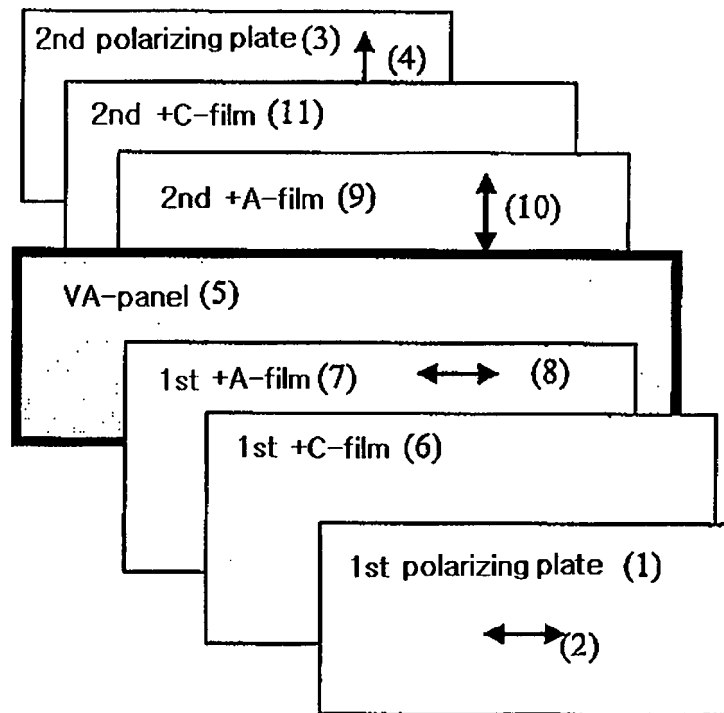 2nd polarizing plate (3)
(4)
2nd +C-film (11)
2nd +A-film (9)
(10)
VA-panel (5)
1st +A-film (7)
(8)
1st +C-film (6)
1st polarizing plate (1)
(2)